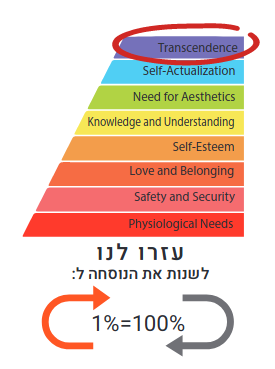 Transcendence
Self-Actualization
Need for Aesthetics
Knowledge and Understanding
Self-Esteem
Love and Belonging
Safety and Security
Physiological Needs
עזרו לנו
לשנות את הנוסחה ל:
1%=100%